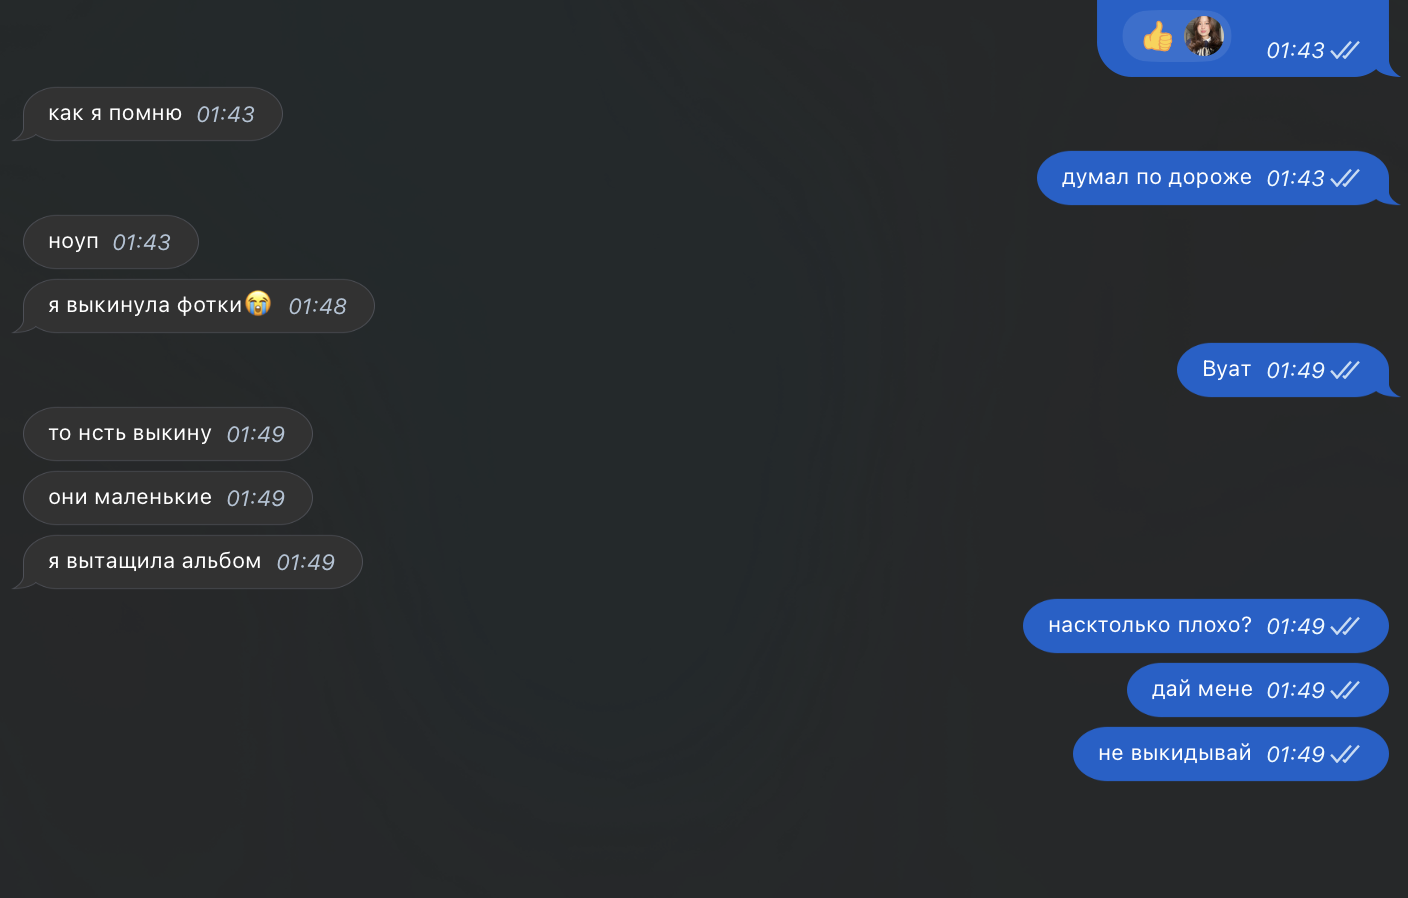 01:43
как я помню 01:43
думал по дороже 01:43
ноуп 01:43
я выкинула фотки😭 01:48
Вуат 01:49
то нсть выкину 01:49
они маленькие 01:49
я вытащила альбом 01:49
насктолько плохо? 01:49
дай мене 01:49
не выкидывай 01:49